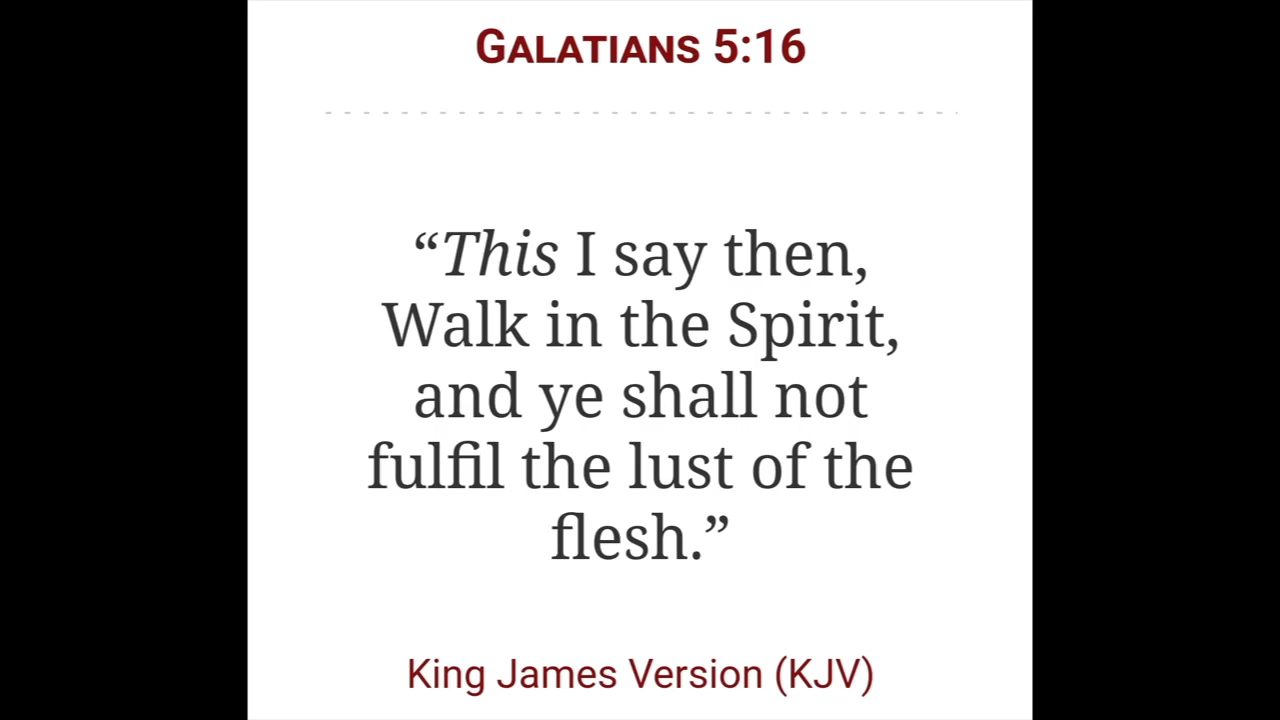 GALATIANS 5:16
“This I say then,
Walk in the Spirit,
and ye shall not
fulfil the lust of the
flesh.”
King James Version (KJV)